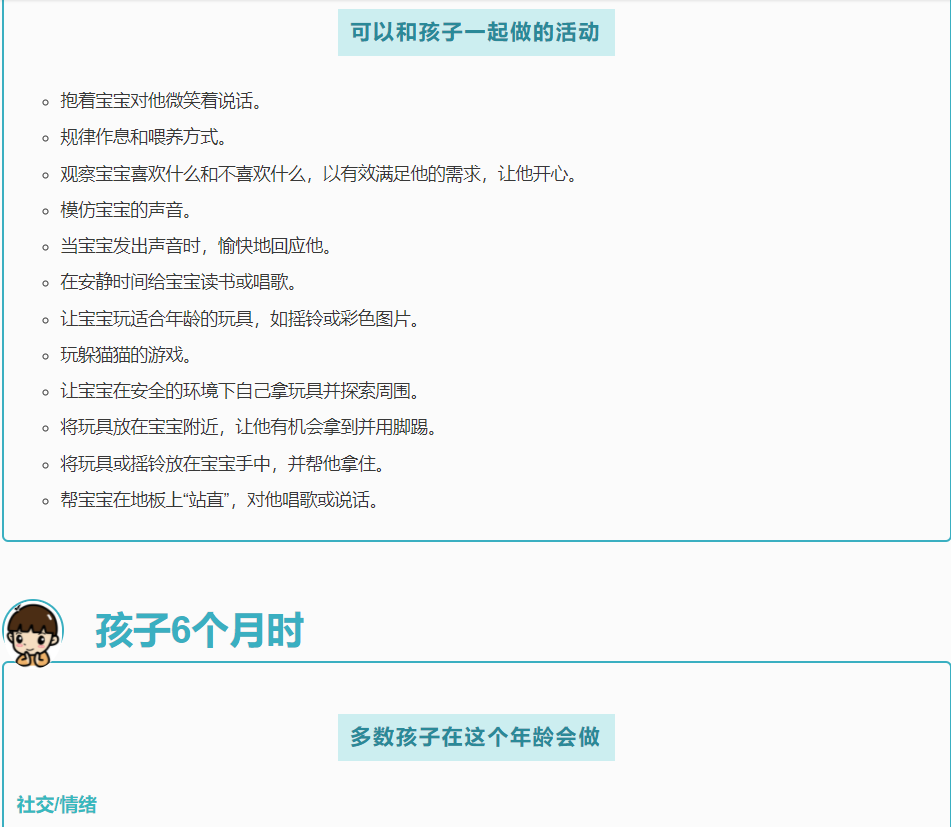 可以和孩子一起做的活动
抱着宝宝对他微笑着说话。
规律作息和喂养方式。
观察宝宝喜欢什么和不喜欢什么，以有效满足他的需求，让他开心。
模仿宝宝的声音。
当宝宝发出声音时，愉快地回应他。
在安静时间给宝宝读书或唱歌。
让宝宝玩适合年龄的玩具，如摇铃或彩色图片。
玩躲猫猫的游戏。
让宝宝在安全的环境下自己拿玩具并探索周围。
将玩具放在宝宝附近，让他有机会拿到并用脚踢。
将玩具或摇铃放在宝宝手中，并帮他拿住。
帮宝宝在地板上“站直”，对他唱歌或说话。
孩子6个月时
多数孩子在这个年龄会做
社交/情绪